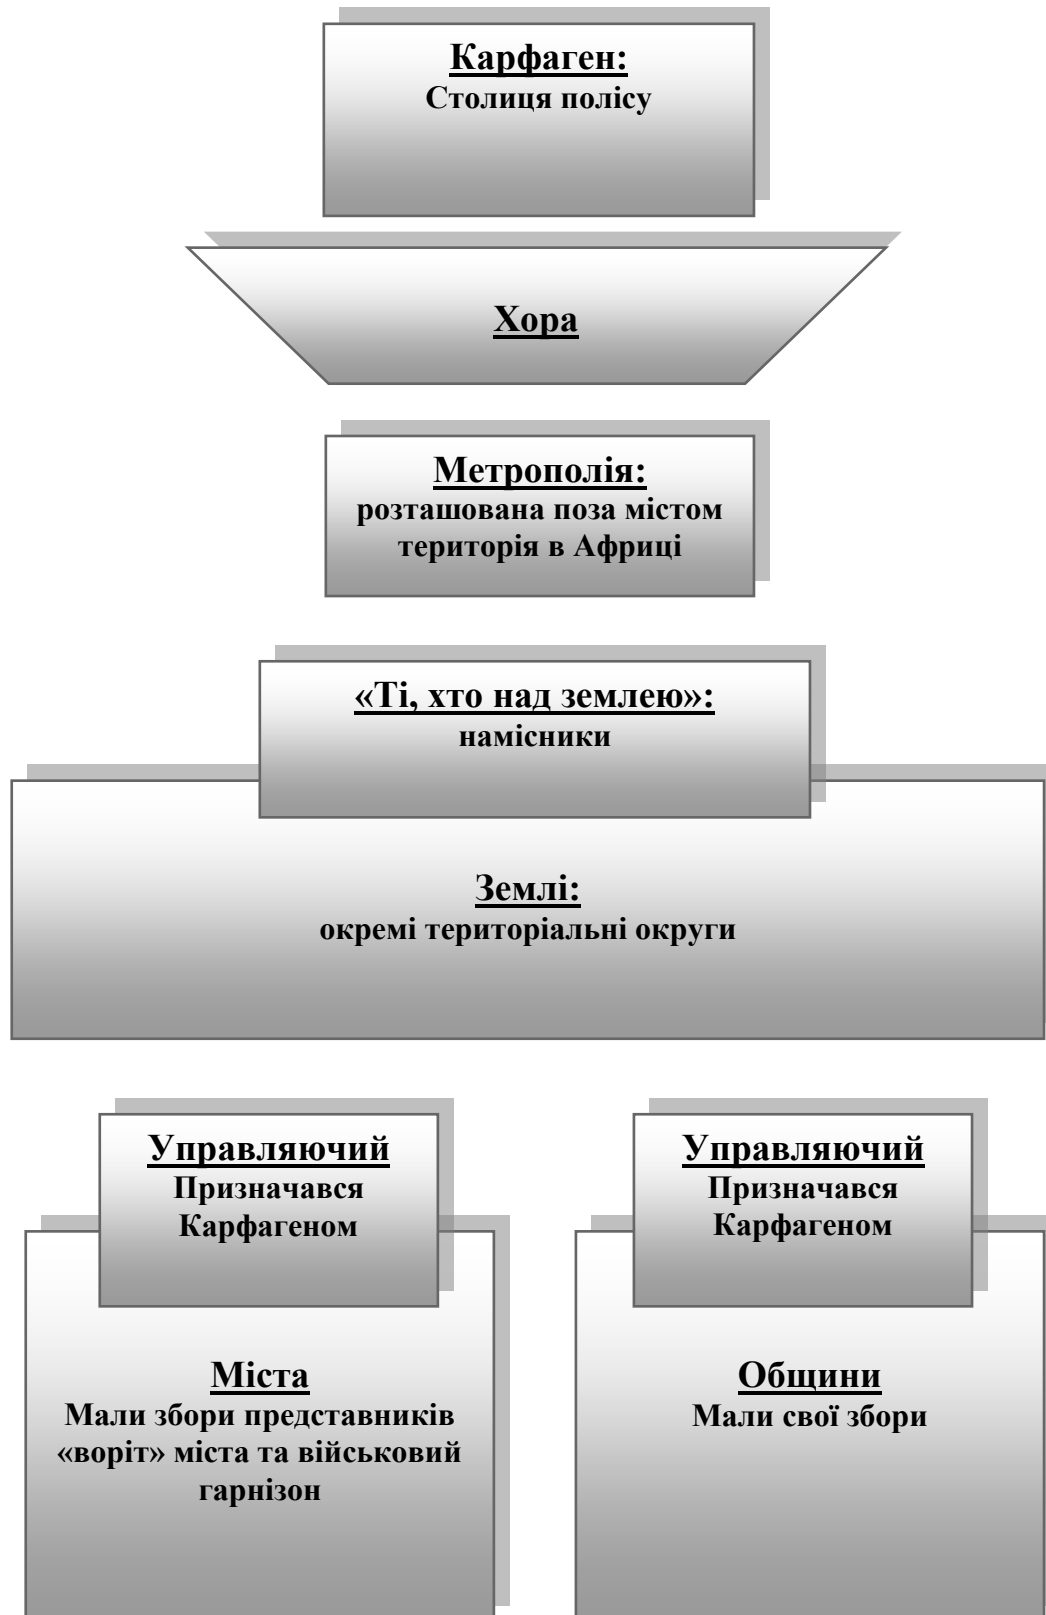 Карфаген:
Столиця полісу
Хора
Метрополія:
розташована поза містом
територія в Африці
«Ті, хто над землею»:
намісники
Землі:
окремі територіальні округи
Управляючий
Призначався
Карфагеном
Міста
Мали збори представників
«воріт» міста та військовий
гарнізон
Управляючий
Призначався
Карфагеном
Общини
Мали свої збори